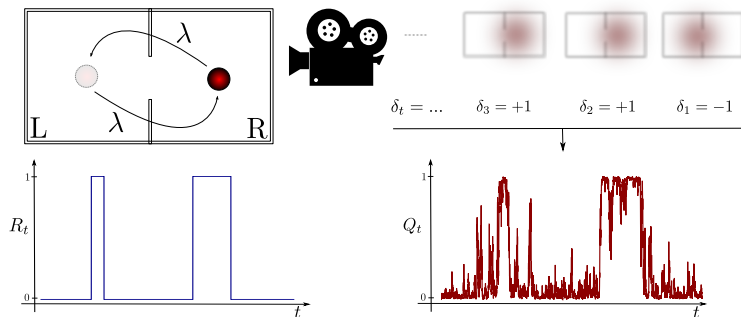 λ
λ
L
R
δ_t = ...
δ_3 = +1
δ_2 = +1
δ_1 = −1
1
R_t
0
t
1
Q_t
0
t